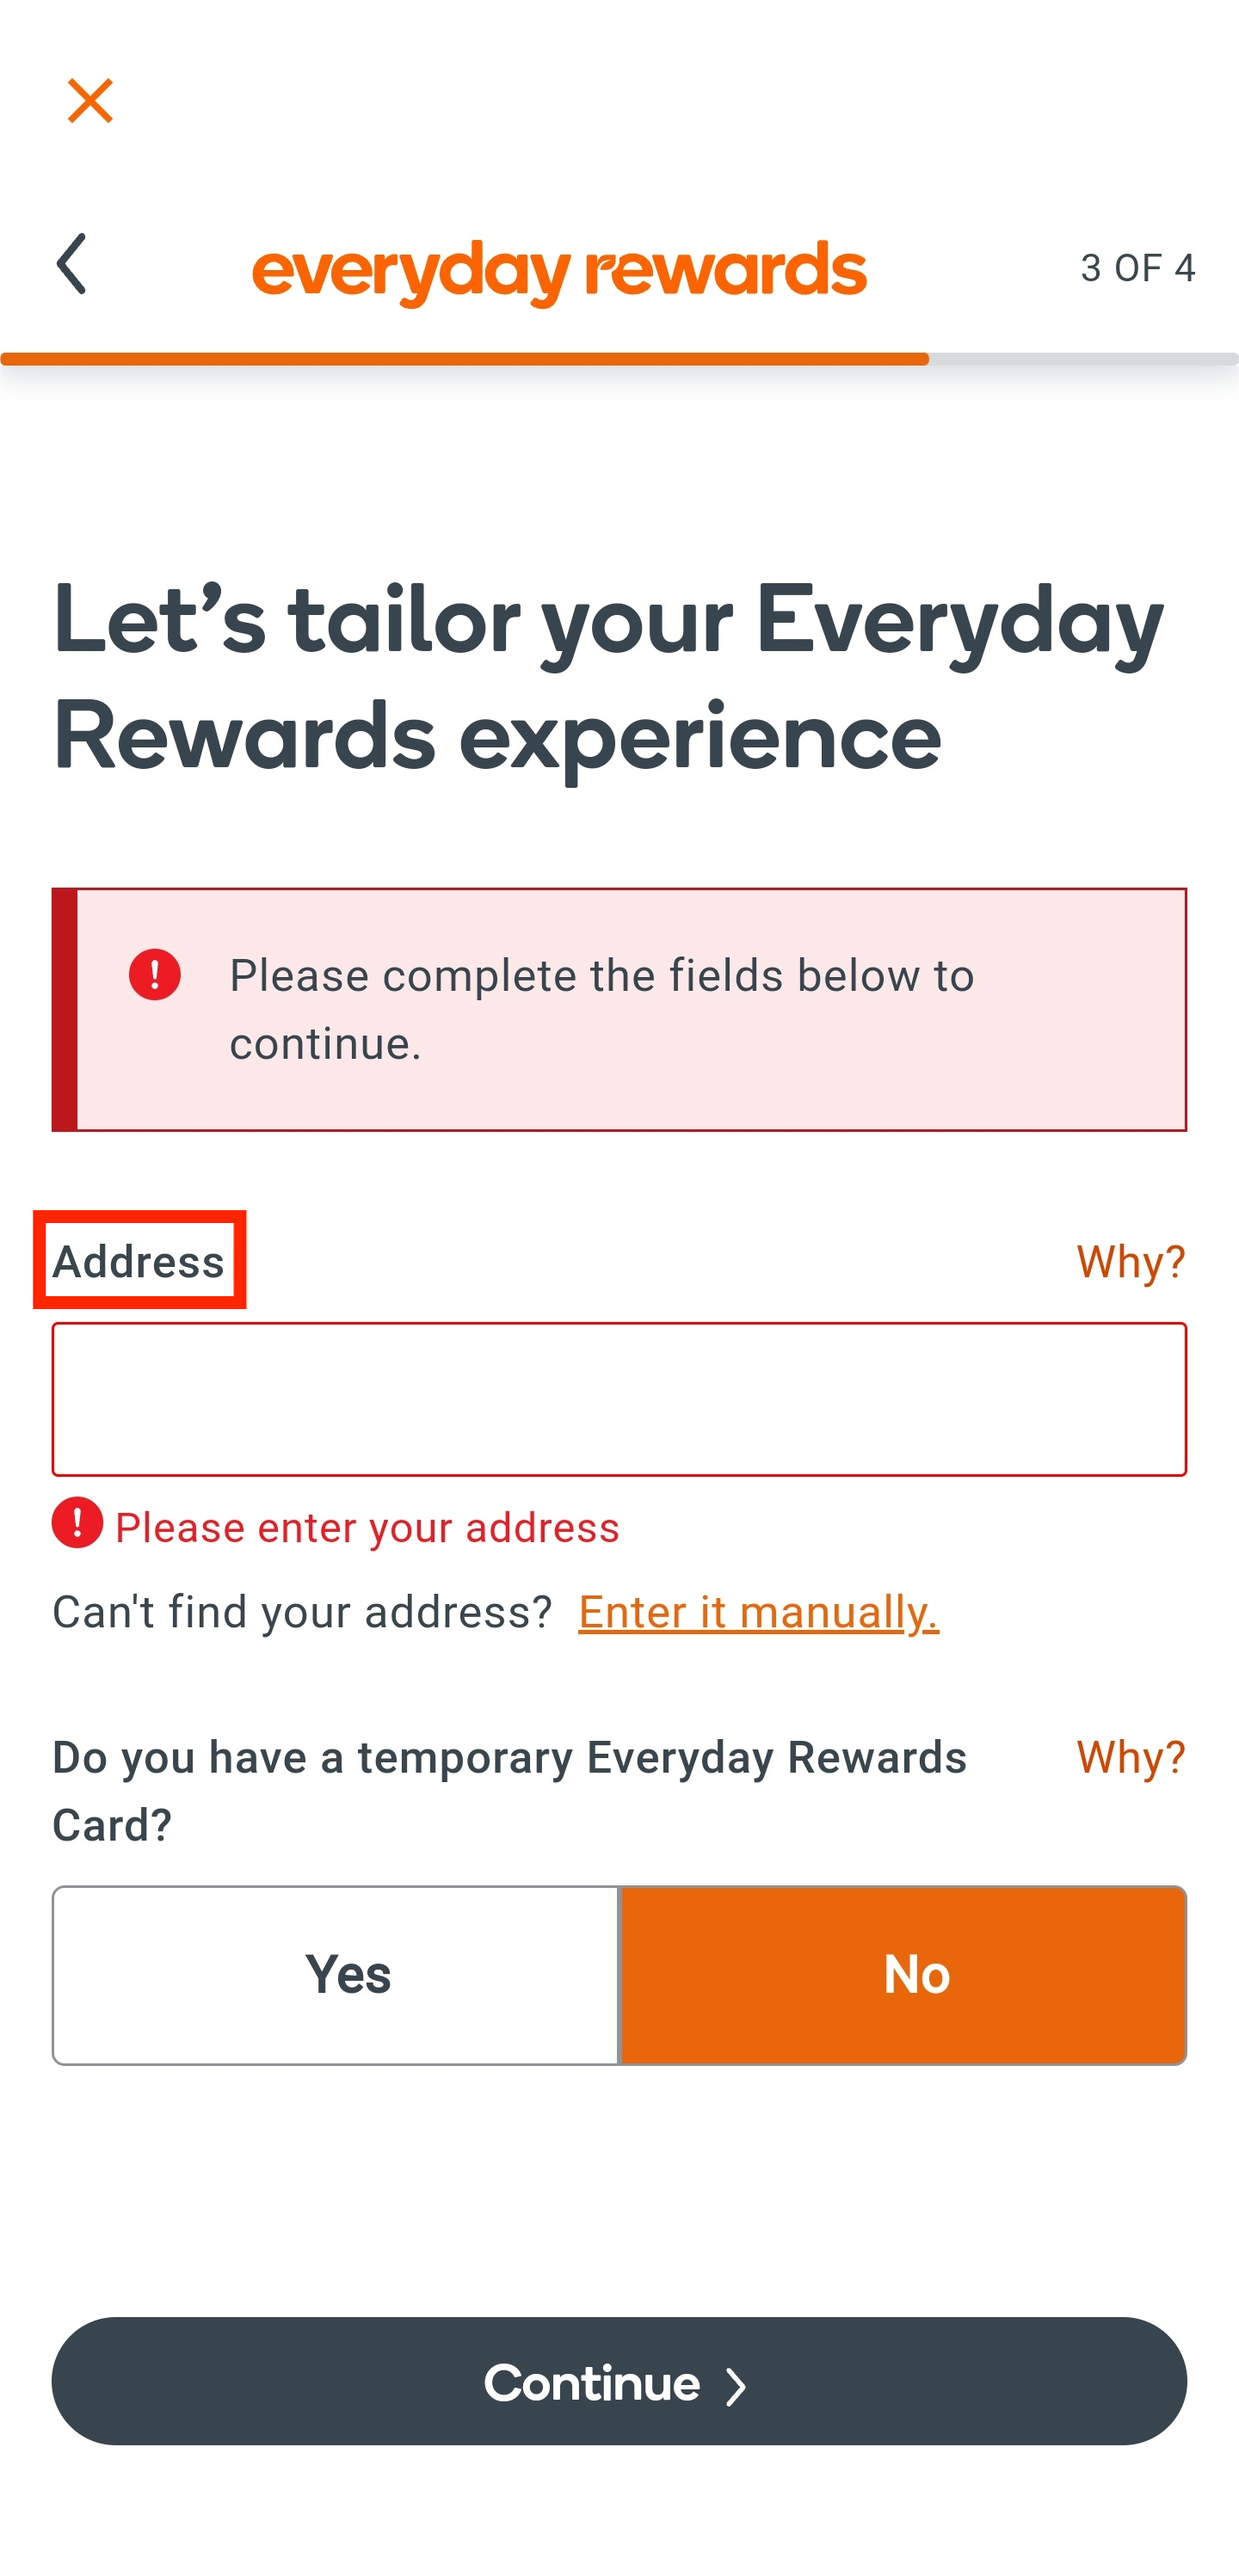 everyday rewards
3 OF 4
Let’s tailor your Everyday
Rewards experience
Please complete the fields below to
continue.
Address
Why?
Please enter your address
Can't find your address? Enter it manually.
Do you have a temporary Everyday Rewards
Why?
Card?
Yes
No
Continue